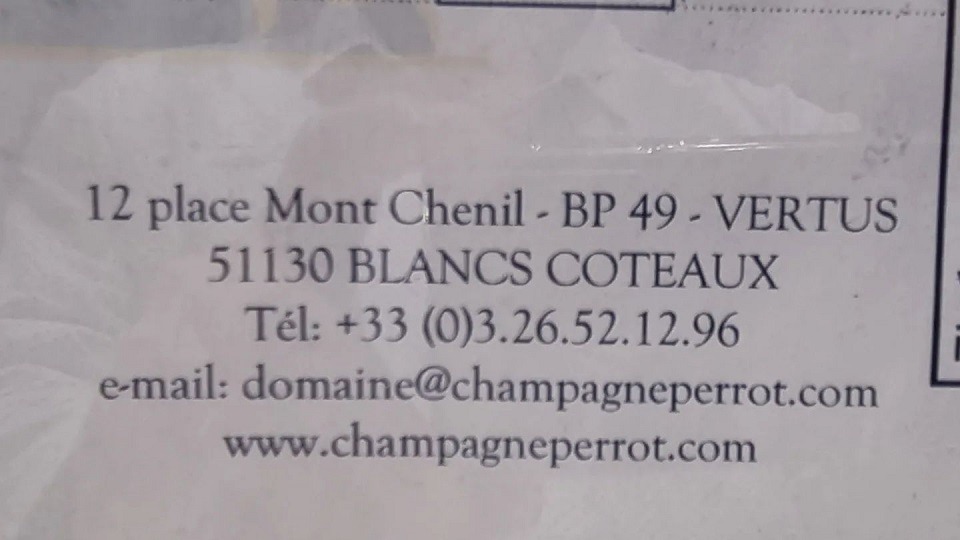 12 place Mont Chenil - BP 49 - VERTUS
51130 BLANCS COTEAUX
Tél: +33 (0)3.26.52.12.96
e-mail: domaine@champagneperrot.com
www.champagneperrot.com